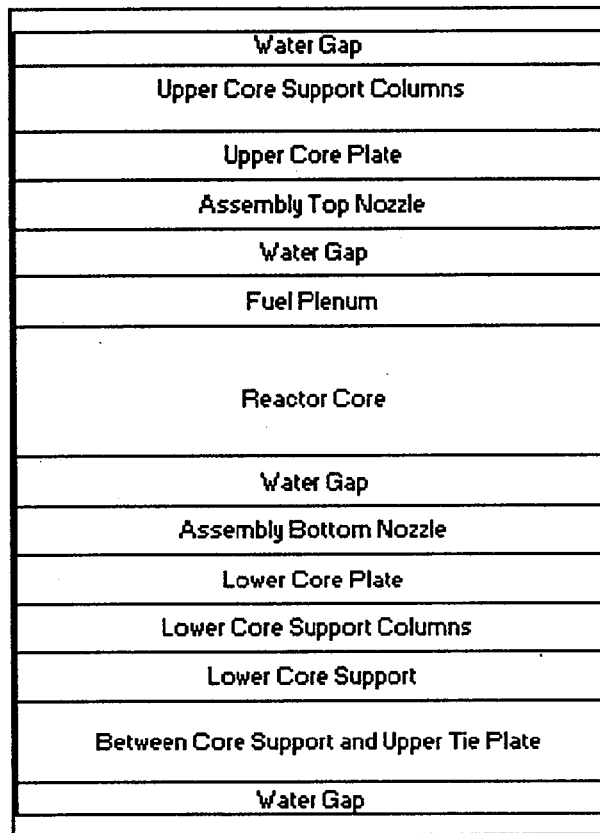 Water Gap
Upper Core Support Columns
Upper Core Plate
Assembly Top Nozzle
Water Gap
Fuel Plenum
Reactor Core
Water Gap
Assembly Bottom Nozzle
Lower Core Plate
Lower Core Support Columns
Lower Core Support
Between Core Support and Upper Tie Plate
Water Gap